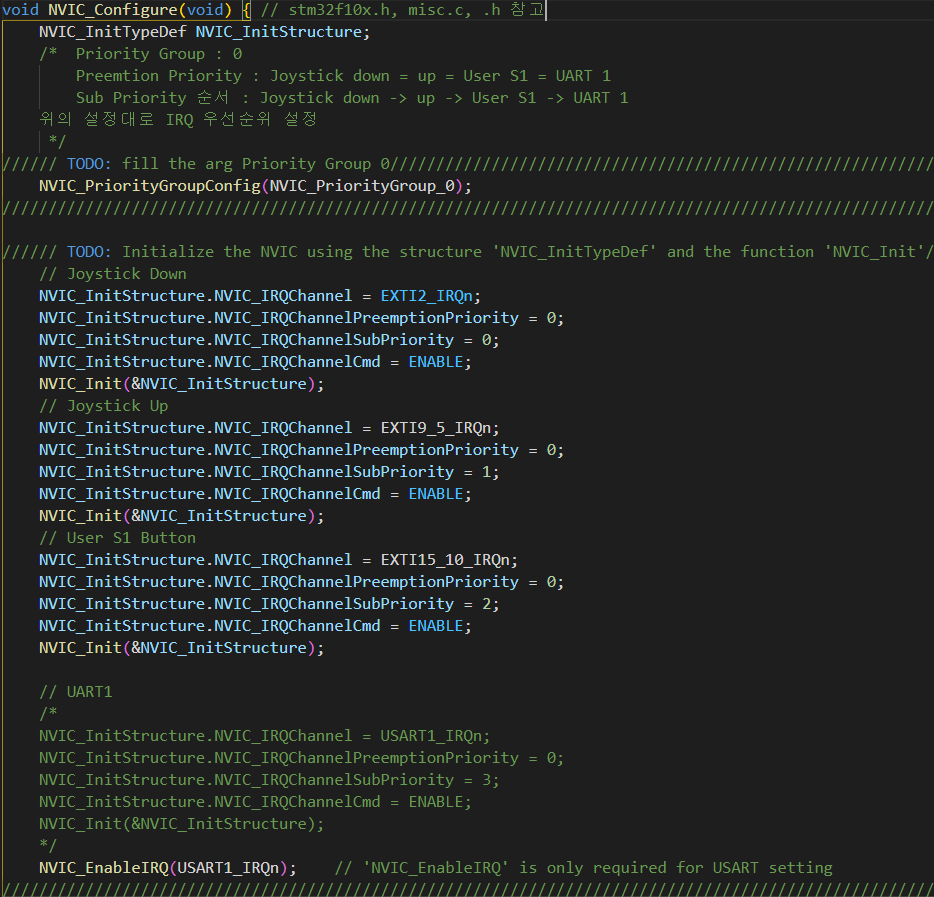 void NVIC_Configure(void) { // stm32f10x.h, misc.c, .h 참고
    NVIC_InitTypeDef NVIC_InitStructure;
    /*  Priority Group : 0
        Preemtion Priority : Joystick down = up = User S1 = UART 1
        Sub Priority 순서 : Joystick down -> up -> User S1 -> UART 1
    위의 설정대로 IRQ 우선순위 설정
     */
////// TODO: fill the arg Priority Group 0///////////////////////////////////////////////////////////
    NVIC_PriorityGroupConfig(NVIC_PriorityGroup_0);
/////////////////////////////////////////////////////////////////////////////////////////////////////

////// TODO: Initialize the NVIC using the structure 'NVIC_InitTypeDef' and the function 'NVIC_Init'/
    // Joystick Down
    NVIC_InitStructure.NVIC_IRQChannel = EXTI2_IRQn;
    NVIC_InitStructure.NVIC_IRQChannelPreemptionPriority = 0;
    NVIC_InitStructure.NVIC_IRQChannelSubPriority = 0;
    NVIC_InitStructure.NVIC_IRQChannelCmd = ENABLE;
    NVIC_Init(&NVIC_InitStructure);
    // Joystick Up
    NVIC_InitStructure.NVIC_IRQChannel = EXTI9_5_IRQn;
    NVIC_InitStructure.NVIC_IRQChannelPreemptionPriority = 0;
    NVIC_InitStructure.NVIC_IRQChannelSubPriority = 1;
    NVIC_InitStructure.NVIC_IRQChannelCmd = ENABLE;
    NVIC_Init(&NVIC_InitStructure);
    // User S1 Button
    NVIC_InitStructure.NVIC_IRQChannel = EXTI15_10_IRQn;
    NVIC_InitStructure.NVIC_IRQChannelPreemptionPriority = 0;
    NVIC_InitStructure.NVIC_IRQChannelSubPriority = 2;
    NVIC_InitStructure.NVIC_IRQChannelCmd = ENABLE;
    NVIC_Init(&NVIC_InitStructure);

    // UART1
    /*
    NVIC_InitStructure.NVIC_IRQChannel = USART1_IRQn;
    NVIC_InitStructure.NVIC_IRQChannelPreemptionPriority = 0;
    NVIC_InitStructure.NVIC_IRQChannelSubPriority = 3;
    NVIC_InitStructure.NVIC_IRQChannelCmd = ENABLE;
    NVIC_Init(&NVIC_InitStructure);
    */
    NVIC_EnableIRQ(USART1_IRQn);    // 'NVIC_EnableIRQ' is only required for USART setting
/////////////////////////////////////////////////////////////////////////////////////////////////////